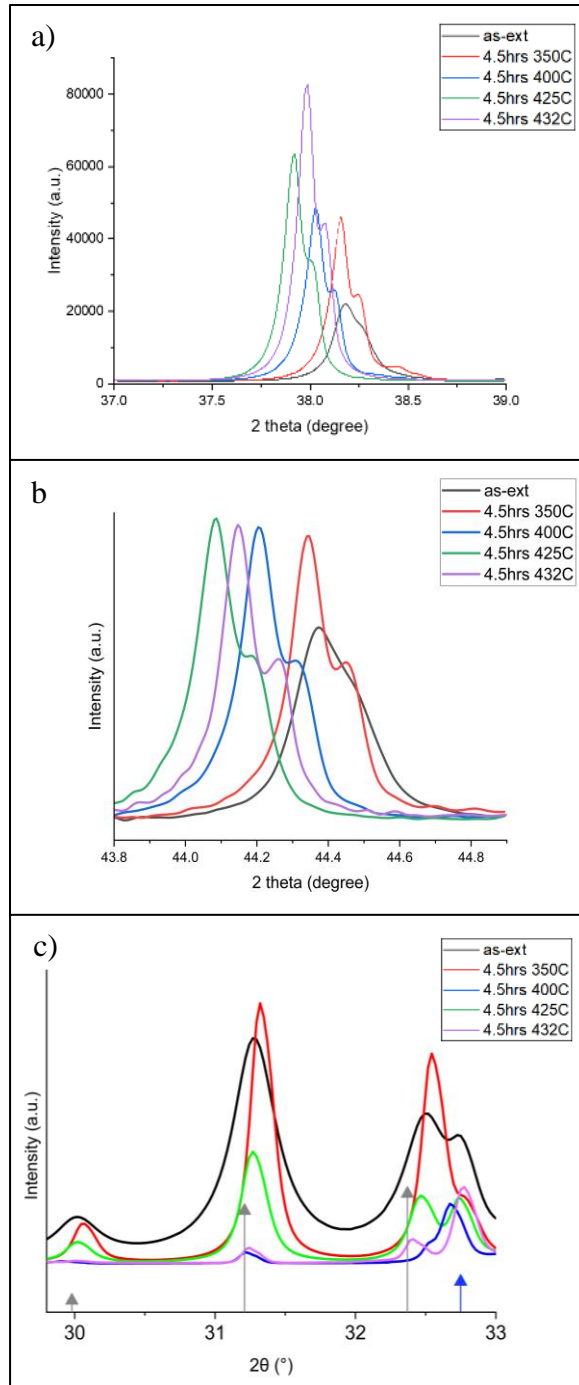 a)
as-ext
4.5hrs 350C
4.5hrs 400C
4.5hrs 425C
4.5hrs 432C
80000
60000
40000
20000
0
Intensity (a.u.)
37.0 37.5 38.0 38.5 39.0
2 theta (degree)
b
as-ext
4.5hrs 350C
4.5hrs 400C
4.5hrs 425C
4.5hrs 432C
Intensity (a.u.)
43.8 44.0 44.2 44.4 44.6 44.8
2 theta (degree)
c)
as-ext
4.5hrs 350C
4.5hrs 400C
4.5hrs 425C
4.5hrs 432C
Intensity (a.u.)
30 31 32 33
2θ (°)